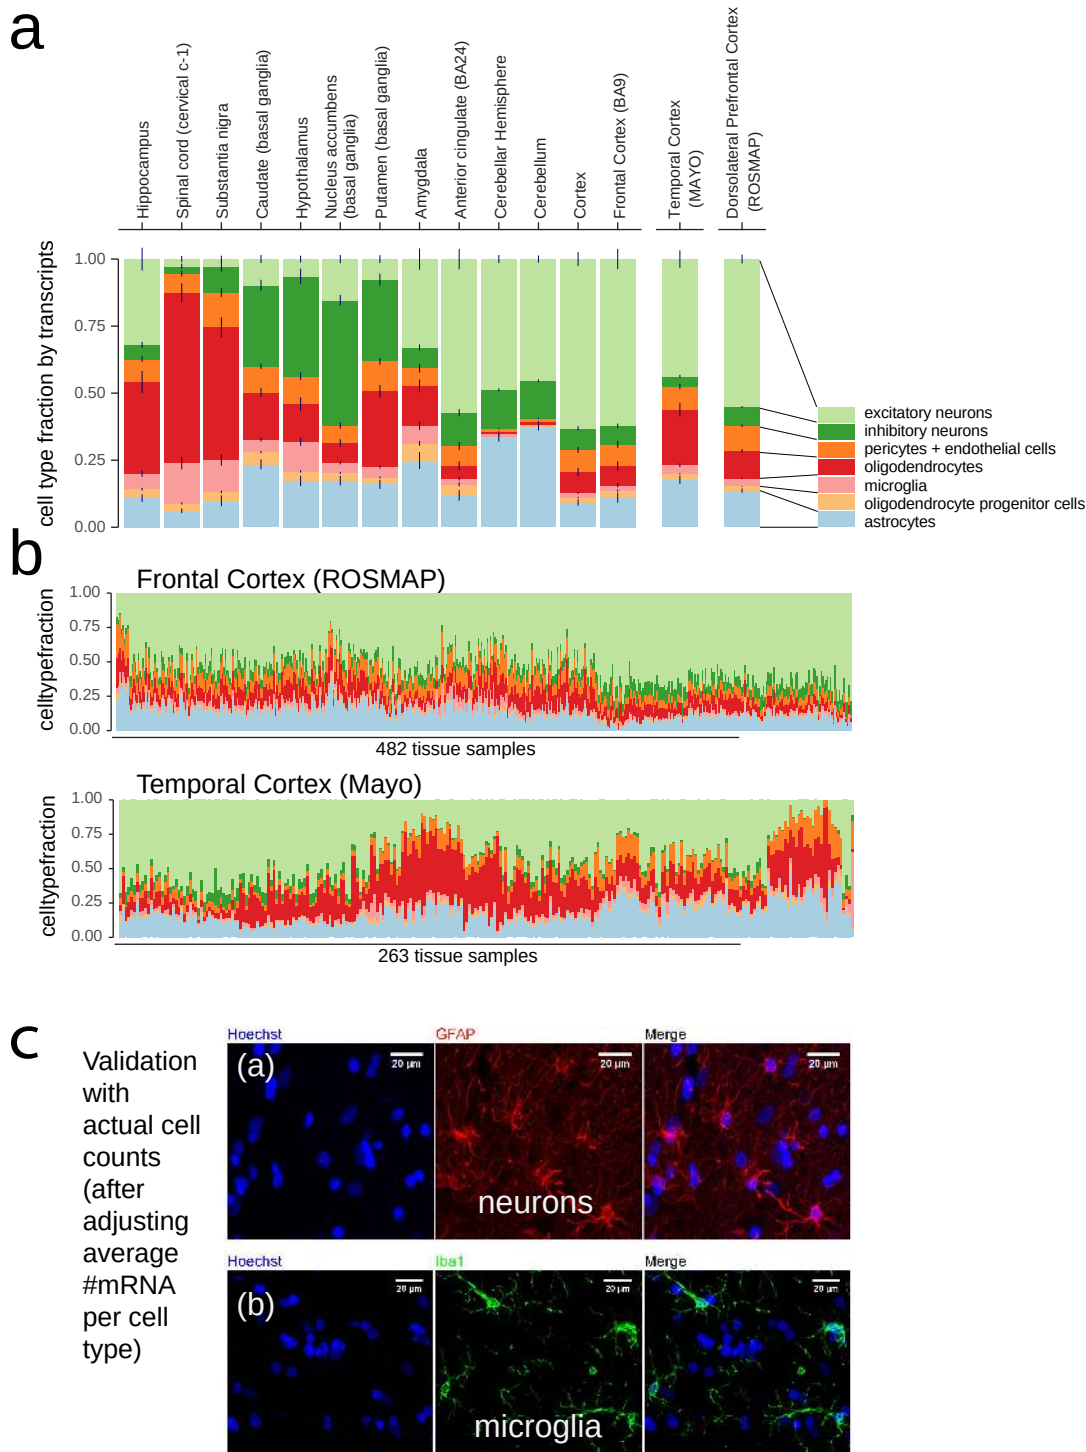 a
Hippocampus
Spinal cord (cervical c-1)
Substantia nigra
Caudate (basal ganglia)
Hypothalamus
Nucleus accumbens
(basal ganglia)
Putamen (basal ganglia)
Amygdala
Anterior cingulate (BA24)
Cerebellar Hemisphere
Cerebellum
Cortex
Frontal Cortex (BA9)
Temporal Cortex
(MAYO)
Dorsolateral Prefrontal Cortex
(ROSMAP)
cell type fraction by transcripts
1.00
0.75
0.50
0.25
0.00
excitatory neurons
inhibitory neurons
pericytes + endothelial cells
oligodendrocytes
microglia
oligodendrocyte progenitor cells
astrocytes
b
Frontal Cortex (ROSMAP)
celltypefraction
1.00
0.75
0.50
0.25
0.00
482 tissue samples
Temporal Cortex (Mayo)
celltypefraction
1.00
0.75
0.50
0.25
0.00
263 tissue samples
c
Validation
with
actual cell
counts
(after
adjusting
average
#mRNA
per cell
type)
Hoechst
GFAP
Merge
(a)
20 µm
20 µm
20 µm
neurons
Hoechst
Iba1
Merge
(b)
20 µm
20 µm
20 µm
microglia